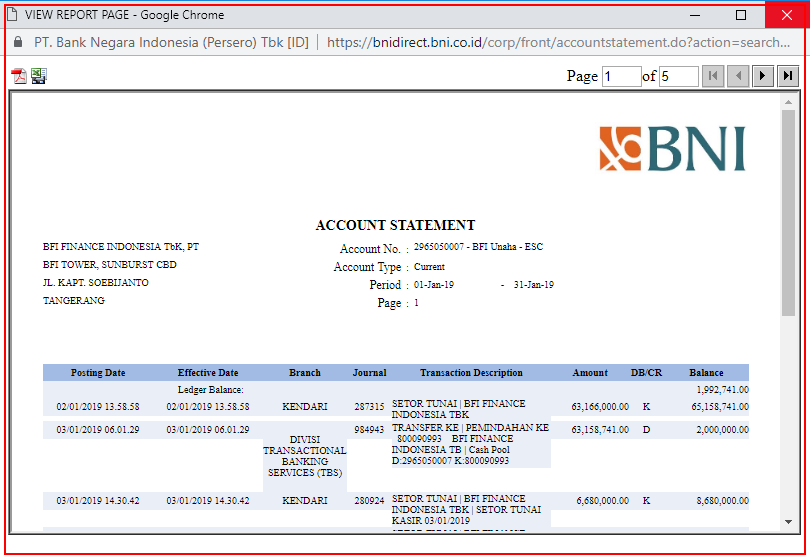 VIEW REPORT PAGE - Google Chrome
PT. Bank Negara Indonesia (Persero) Tbk [ID] | https://bnidirect.bni.co.id/corp/front/accountstatement.do?action=search...
Page 1 of 5
BNI
ACCOUNT STATEMENT
BFI FINANCE INDONESIA TbK, PT
BFI TOWER, SUNBURST CBD
JL. KAPT. SOEBIJANTO
TANGERANG
Account No. : 2965050007 - BFI Unaha - ESC
Account Type : Current
Period : 01-Jan-19 - 31-Jan-19
Page : 1
Posting Date Effective Date Branch Journal Transaction Description Amount DB/CR Balance
Ledger Balance: 1,992,741.00
02/01/2019 13.58.58 02/01/2019 13.58.58 KENDARI 287315 SETOR TUNAI | BFI FINANCE 63,166,000.00 K 65,158,741.00
INDONESIA TBK
03/01/2019 06.01.29 03/01/2019 06.01.29 984943 TRANSFER KE | PEMINDAHAN KE 63,158,741.00 D 2,000,000.00
DIVISI 800090993 BFI FINANCE
TRANSACTIONAL INDONESIA TB | Cash Pool
BANKING D:2965050007 K:800090993
SERVICES (TBS)
03/01/2019 14.30.42 03/01/2019 14.30.42 KENDARI 280924 SETOR TUNAI | BFI FINANCE 6,680,000.00 K 8,680,000.00
INDONESIA TBK | SETOR TUNAI
KASIR 03/01/2019